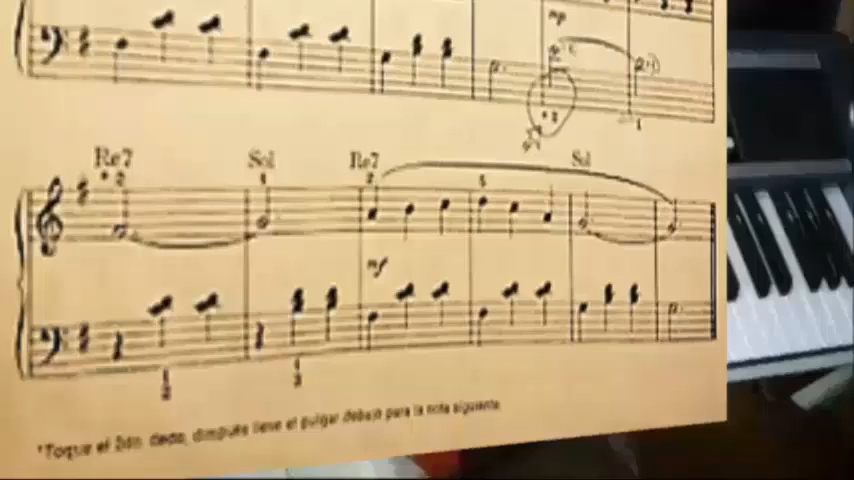 mp
Re7 Sol Re7 Sol
mf
*Toque el 2do. dedo, después lleve el pulgar debajo para la nota siguiente.